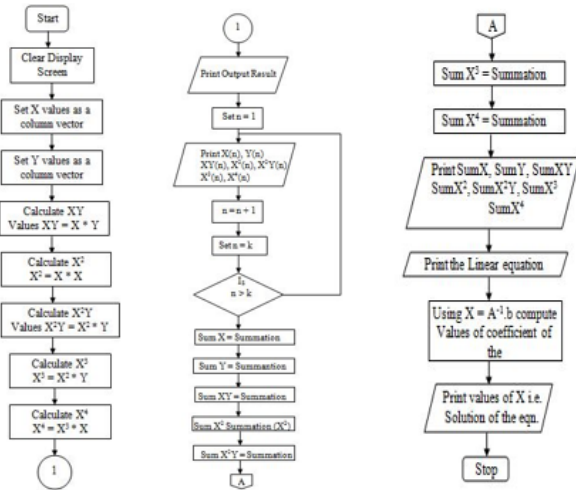 Start
Clear Display
Screen
Set X values as a
column vector
Set Y values as a
column vector
Calculate XY
Values XY = X * Y
Calculate X²
X² = X * X
Calculate X²Y
Values X²Y = X² * Y
Calculate X³
X³ = X² * Y
Calculate X⁴
X⁴ = X³ * X
1
1
Print Output Result
Set n = 1
Print X(n), Y(n)
XY(n), X²(n), X²Y(n)
X³(n), X⁴(n)
n = n + 1
Set n = k
Is
n > k
Sum X = Summation
Sum Y = Summantion
Sum XY = Summation
Sum X² Summation (X²)
Sum X²Y = Summation
A
A
Sum X³ = Summation
Sum X⁴ = Summation
Print SumX, SumY, SumXY
SumX², SumX²Y, SumX³
SumX⁴
Print the Linear equation
Using X = A⁻¹.b compute
Values of coefficient of
the
Print values of X i.e.
Solution of the eqn.
Stop